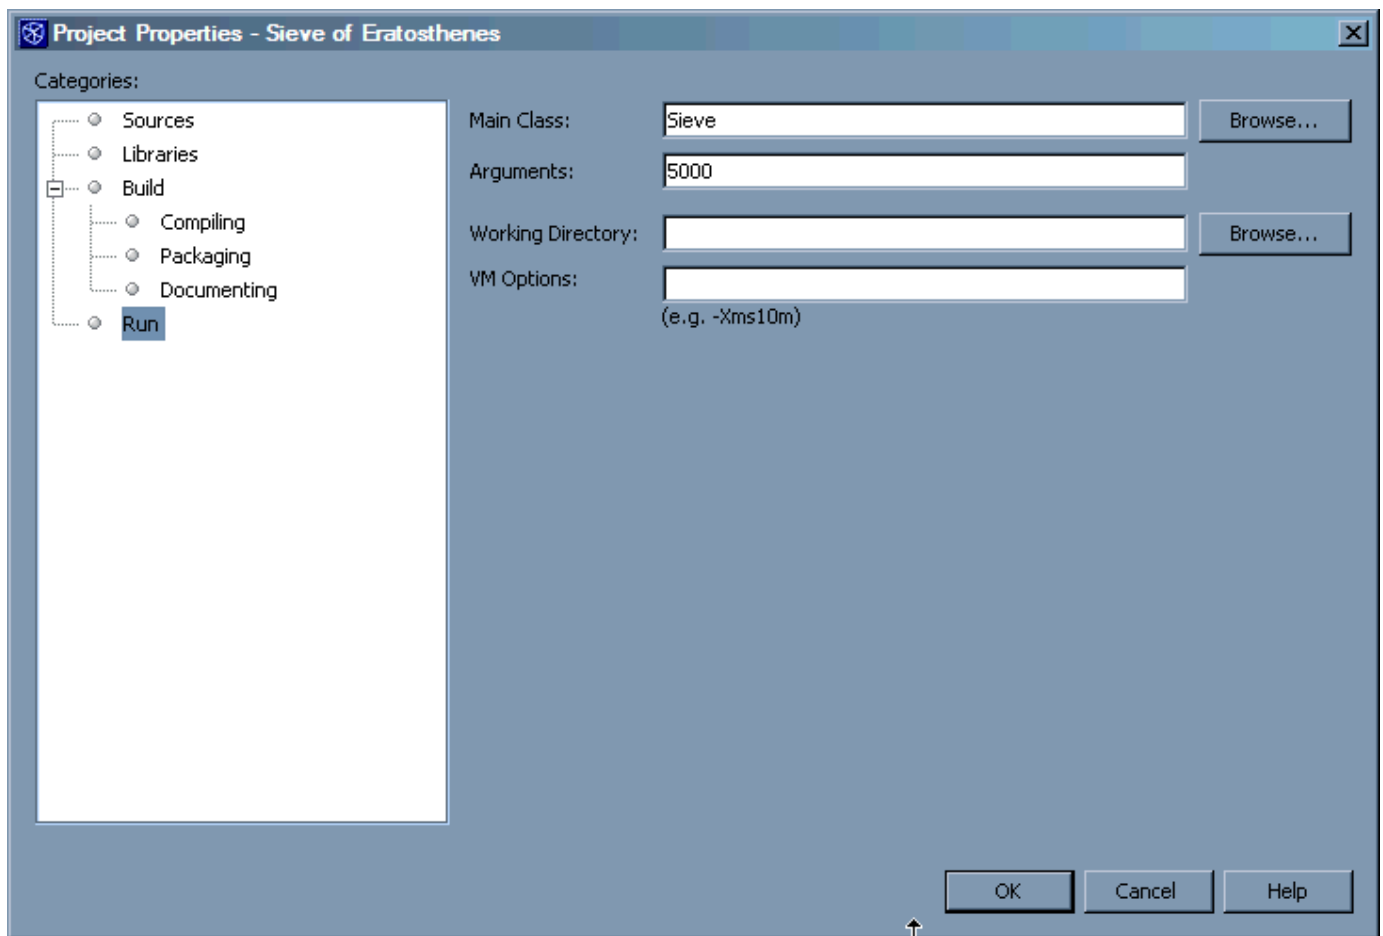 Project Properties - Sieve of Eratosthenes
Categories:
Sources
Libraries
Build
Compiling
Packaging
Documenting
Run
Main Class: Sieve Browse...
Arguments: 5000
Working Directory: Browse...
VM Options:
(e.g. -Xms10m)
OK Cancel Help